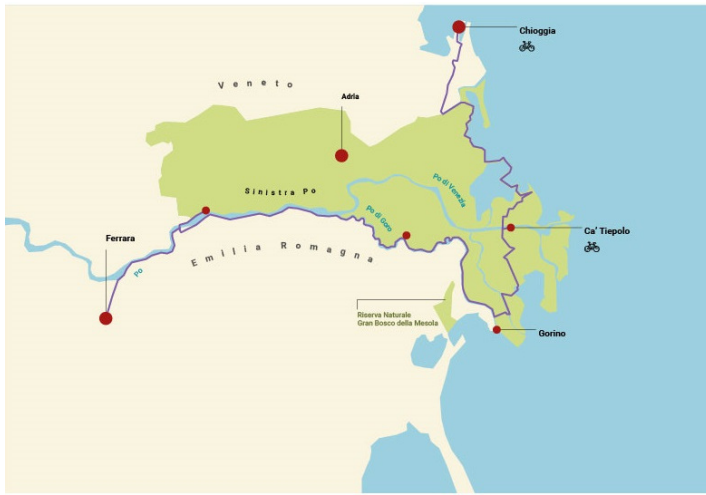 Chioggia
Veneto
Adria
Po di Venezia
Sinistra Po
Po di Goro
Ca' Tiepolo
Ferrara
Emilia Romagna
Po
Riserva Naturale
Gran Bosco della Mesola
Gorino